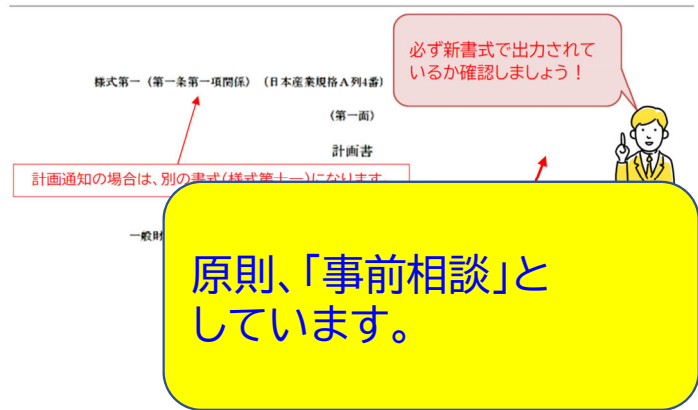 必ず新書式で出力されて
いるか確認しましょう！
様式第一（第一条第一項関係）（日本産業規格Ａ列4番）
（第一面）
計画書
計画通知の場合は、別の書式(様式第十一)になります
一般財
原則、「事前相談」と
しています。